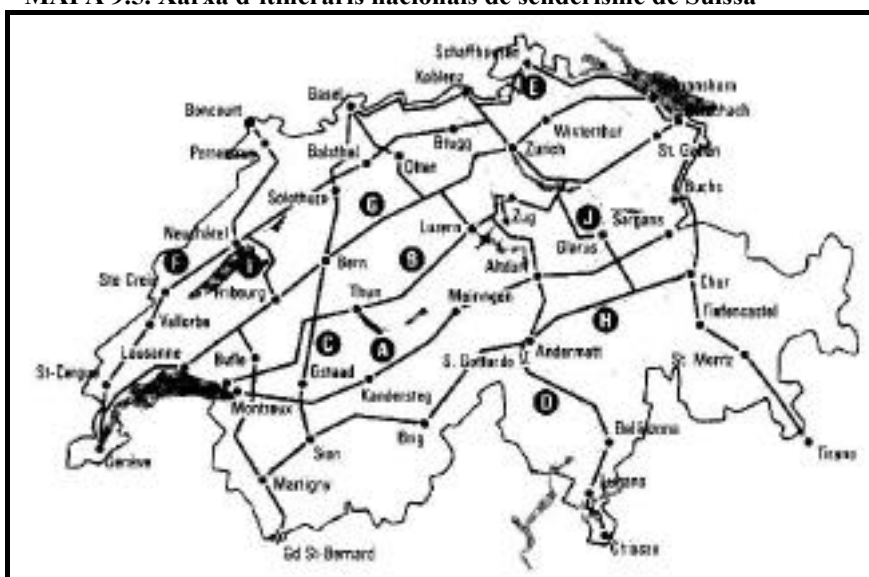 MAPA 9.3. Xarxa d'itineraris nacionals de senderisme de Suïssa
Schaffhausen
Koblenz
E
Basel
Boncourt
Brugg
Winterthur
Balsthal
Olten
Zurich
St. Gallen
Solothurn
Buchs
G
Zug
J
Sargans
Neuchâtel
Luzern
Glarus
F
Bern
B
Altdorf
Ste Croix
Fribourg
Thun
Meiringen
Chur
Vallorbe
H
Tiefencastel
Lausanne
C
A
Bulle
S. Gottardo
Andermatt
St. Moritz
St-Cergue
Gstaad
Kandersteg
D
Montreux
Bellinzona
Genève
Sion
Brig
Tirano
Martigny
Lugano
Chiasso
Gd St-Bernard